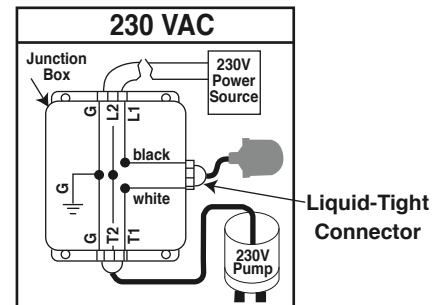 230 VAC
Junction
Box
230V
Power
Source
G
L2
L1
black
white
G
G
T2
T1
Liquid-Tight
Connector
230V
Pump